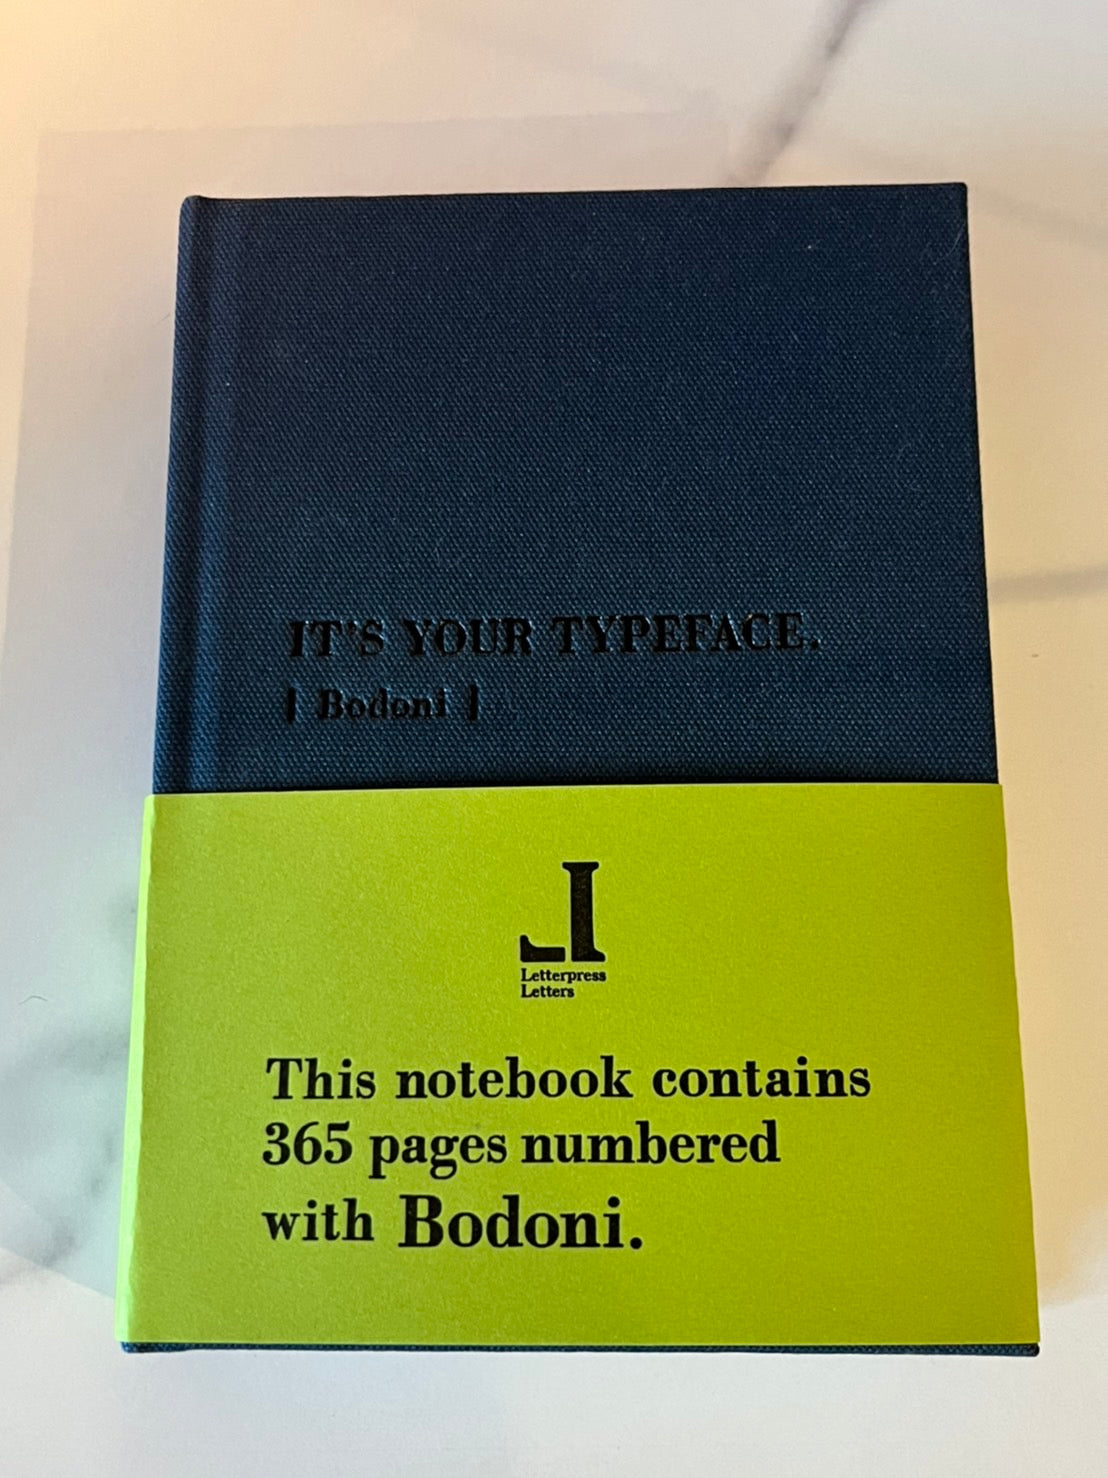 IT'S YOUR TYPEFACE.
| Bodoni |
Letterpress
Letters
This notebook contains
365 pages numbered
with Bodoni.